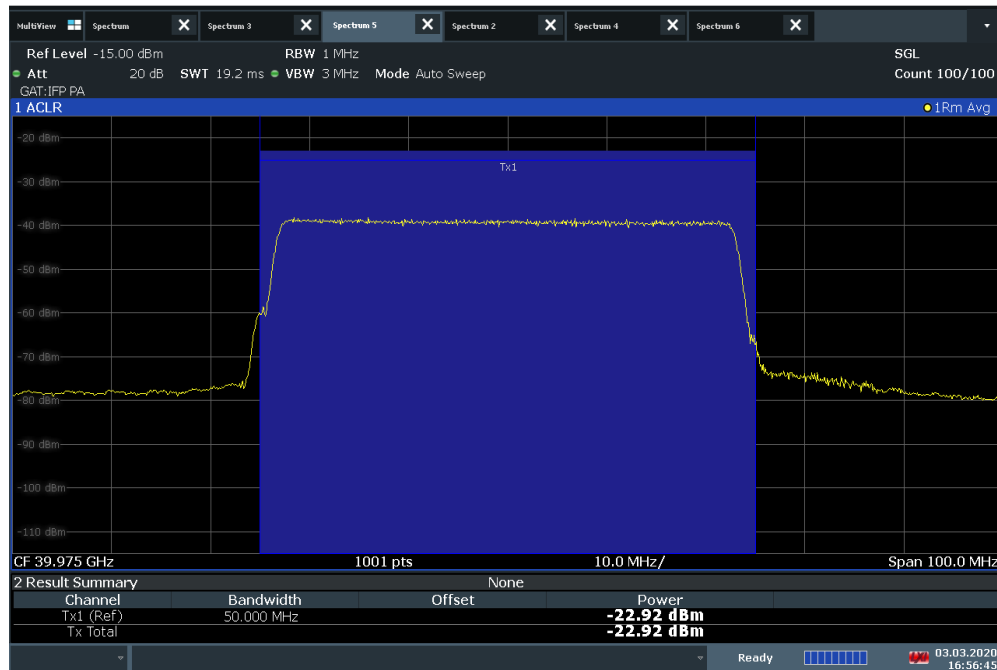 MultiView Spectrum Spectrum 3 Spectrum 5 Spectrum 2 Spectrum 4 Spectrum 6
Ref Level -15.00 dBm RBW 1 MHz SGL
Att 20 dB SWT 19.2 ms VBW 3 MHz Mode Auto Sweep Count 100/100
GAT:IFP PA
1 ACLR 1Rm Avg
-20 dBm
Tx1
-30 dBm
-40 dBm
-50 dBm
-60 dBm
-70 dBm
-80 dBm
-90 dBm
-100 dBm
-110 dBm
CF 39.975 GHz 1001 pts 10.0 MHz/ Span 100.0 MHz
2 Result Summary None
Channel Bandwidth Offset Power
Tx1 (Ref) 50.000 MHz -22.92 dBm
Tx Total -22.92 dBm
Ready 03.03.2020
16:56:45